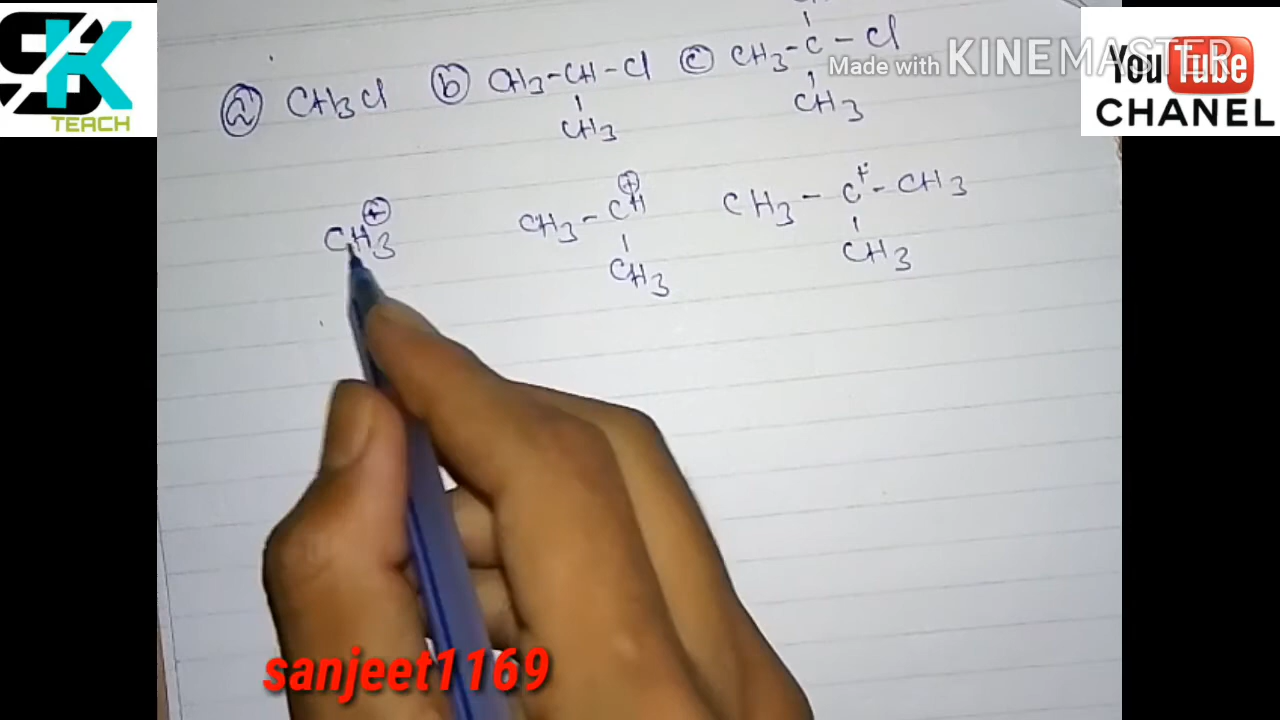 SK
TEACH
Made with KINEMASTER
YouTube
CHANEL
(a) CH3Cl (b) CH3-CH-Cl (c) CH3-C-Cl
CH3 CH3
CH3⊕ CH3-CH⊕ CH3-C+-CH3
CH3 CH3
sanjeet1169